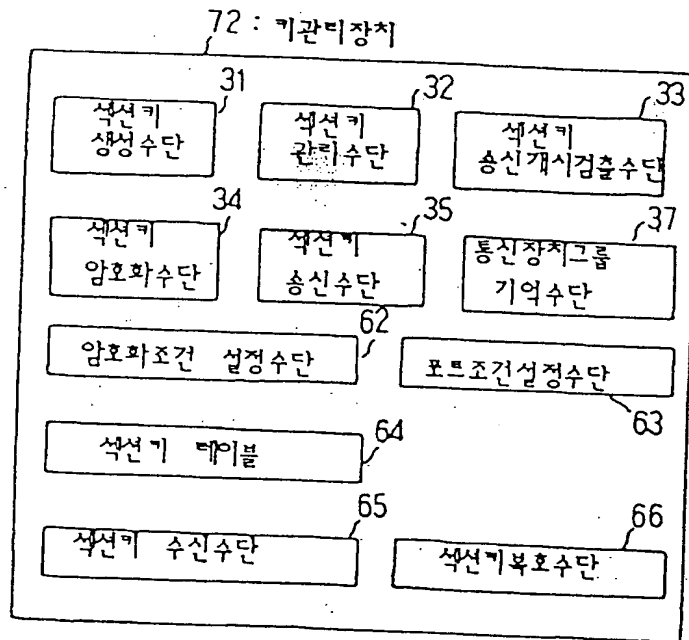 72 : 키관리장치
31
32
33
섹션키
생성수단
섹션키
관리수단
섹션키
송신개시검출수단
34
35
37
섹션키
암호화수단
섹션키
송신수단
통신장치그룹
기억수단
62
암호화조건 설정수단
포트조건설정수단
63
64
섹션키 테이블
65
66
섹션키 수신수단
섹션키복호수단